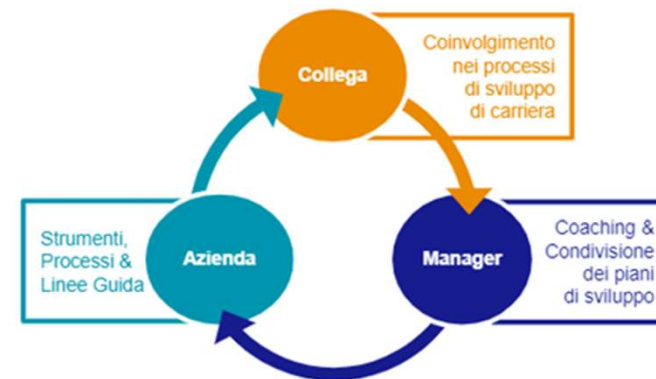 Collega
Coinvolgimento
nei processi
di sviluppo
di carriera
Strumenti,
Processi &
Linee Guida
Azienda
Manager
Coaching &
Condivisione
dei piani
di sviluppo